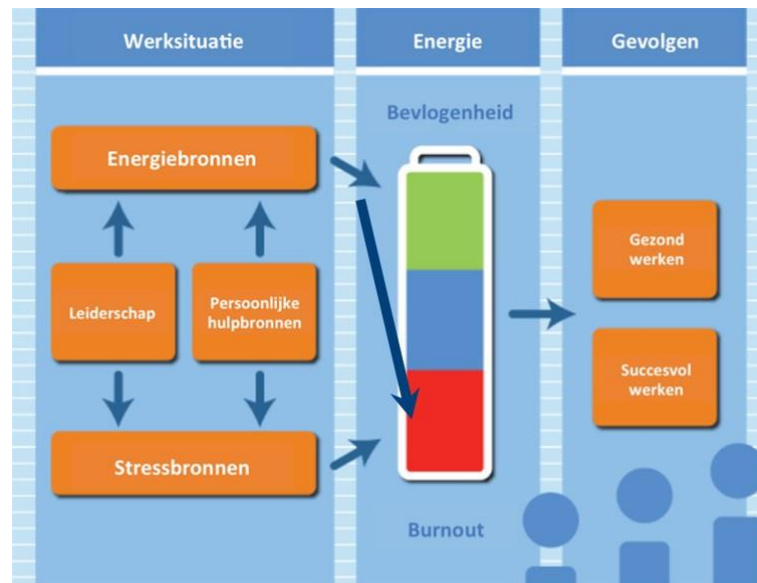 Werksituatie
Energie
Gevolgen
Bevlogenheid
Energiebronnen
Leiderschap
Persoonlijke
hulpbronnen
Stressbronnen
Gezond
werken
Succesvol
werken
Burnout